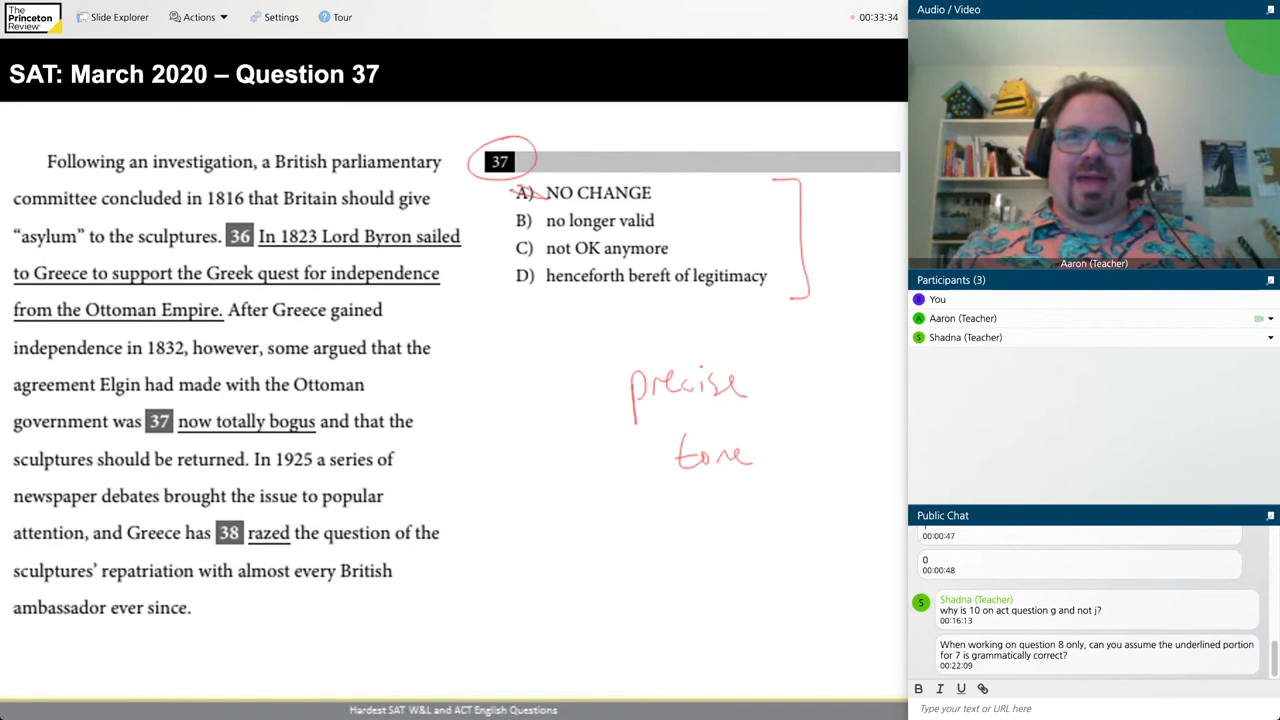 The
Princeton
Review®
Slide Explorer
Actions
Settings
Tour
00:33:34
SAT: March 2020 – Question 37
Following an investigation, a British parliamentary
committee concluded in 1816 that Britain should give
“asylum” to the sculptures. 36 In 1823 Lord Byron sailed
to Greece to support the Greek quest for independence
from the Ottoman Empire. After Greece gained
independence in 1832, however, some argued that the
agreement Elgin had made with the Ottoman
government was 37 now totally bogus and that the
sculptures should be returned. In 1925 a series of
newspaper debates brought the issue to popular
attention, and Greece has 38 razed the question of the
sculptures’ repatriation with almost every British
ambassador ever since.
37
A) NO CHANGE
B) no longer valid
C) not OK anymore
D) henceforth bereft of legitimacy
precise
tone
Hardest SAT W&L and ACT English Questions
Audio / Video
Aaron (Teacher)
Participants (3)
B You
A Aaron (Teacher)
S Shadna (Teacher)
Public Chat
00:00:47
0
00:00:48
S Shadna (Teacher)
why is 10 on act question g and not j?
00:16:13
When working on question 8 only, can you assume the underlined portion
for 7 is grammatically correct?
00:22:09
B I U
Type your text or URL here